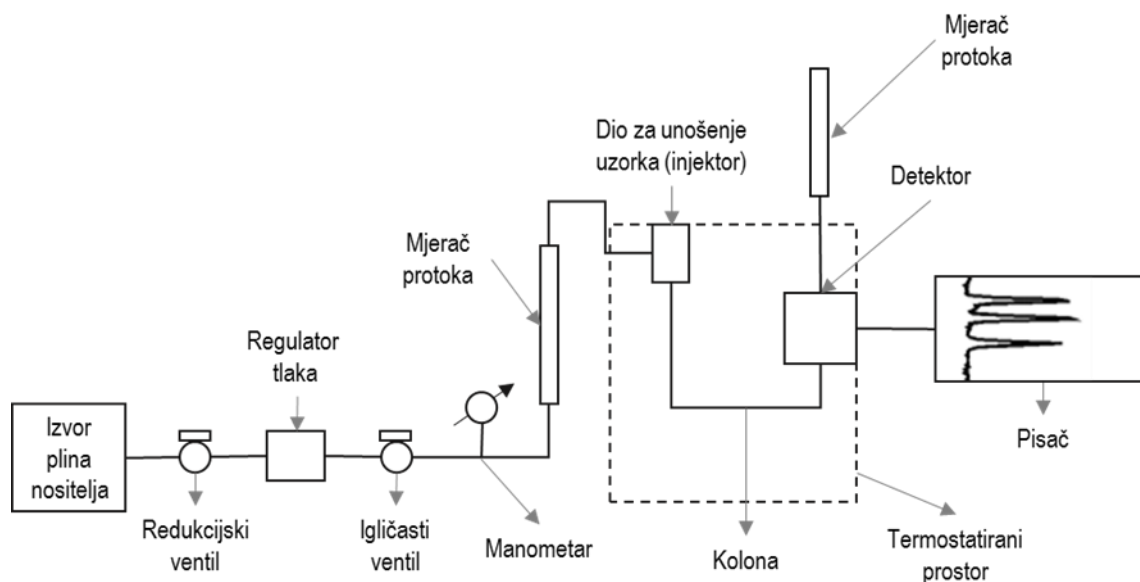 Mjerač
protoka
Dio za unošenje
uzorka (injektor)
Detektor
Mjerač
protoka
Regulator
tlaka
Izvor
plina
nositelja
Pisač
Redukcijski
ventil
Igličasti
ventil
Manometar
Kolona
Termostatirani
prostor